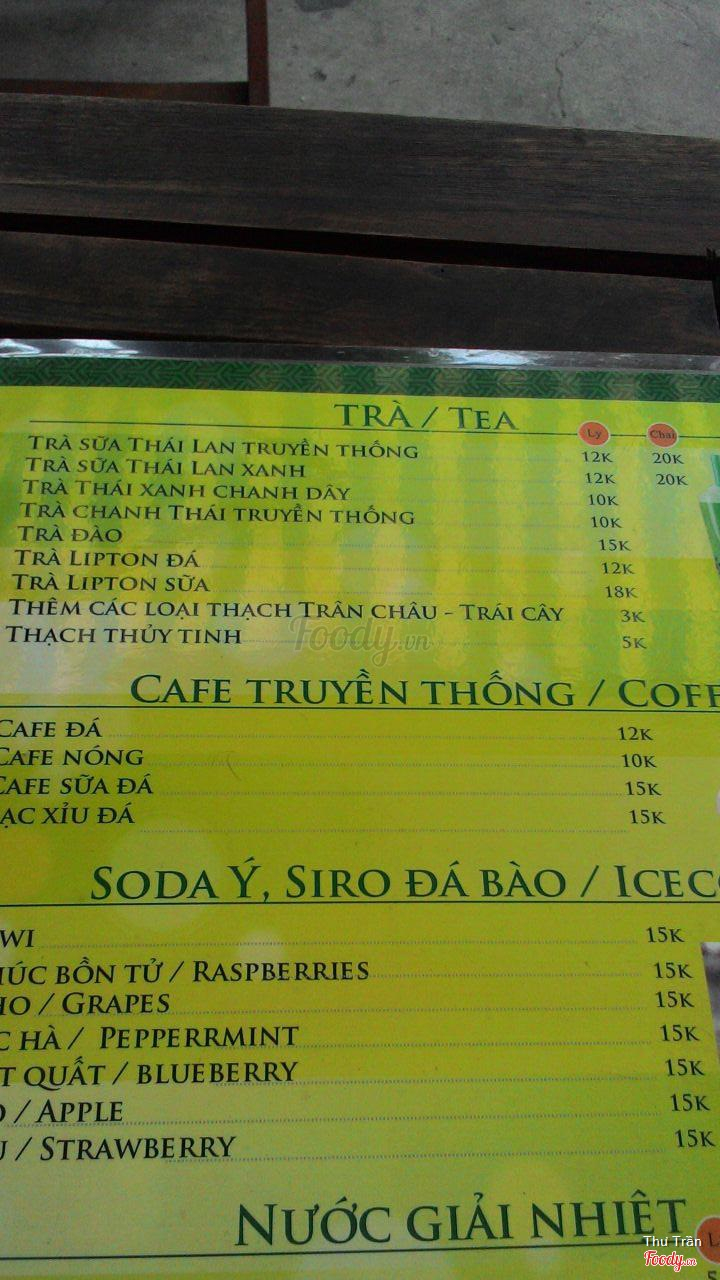 TRÀ / TEA
Ly Chai
TRÀ SỮA THÁI LAN TRUYỀN THỐNG 12K 20K
TRÀ SỮA THÁI LAN XANH 12K 20K
TRÀ THÁI XANH CHANH DÂY 10K
TRÀ CHANH THÁI TRUYỀN THỐNG 10K
TRÀ ĐÀO 15K
TRÀ LIPTON ĐÁ 12K
TRÀ LIPTON SỮA 18K
THÊM CÁC LOẠI THẠCH TRÂN CHÂU - TRÁI CÂY 3K
THẠCH THỦY TINH 5K
Foody.vn
CAFE TRUYỀN THỐNG / COFF
CAFE ĐÁ 12K
CAFE NÓNG 10K
CAFE SỮA ĐÁ 15K
ẠC XỈU ĐÁ 15K
SODA Ý, SIRO ĐÁ BÀO / ICEC
WI 15K
HÚC BỒN TỬ / RASPBERRIES 15K
HO / GRAPES 15K
C HÀ / PEPPERRMINT 15K
T QUẤT / BLUEBERRY 15K
/ APPLE 15K
/ STRAWBERRY 15K
NƯỚC GIẢI NHIỆT
Thu Trần
Foody.vn